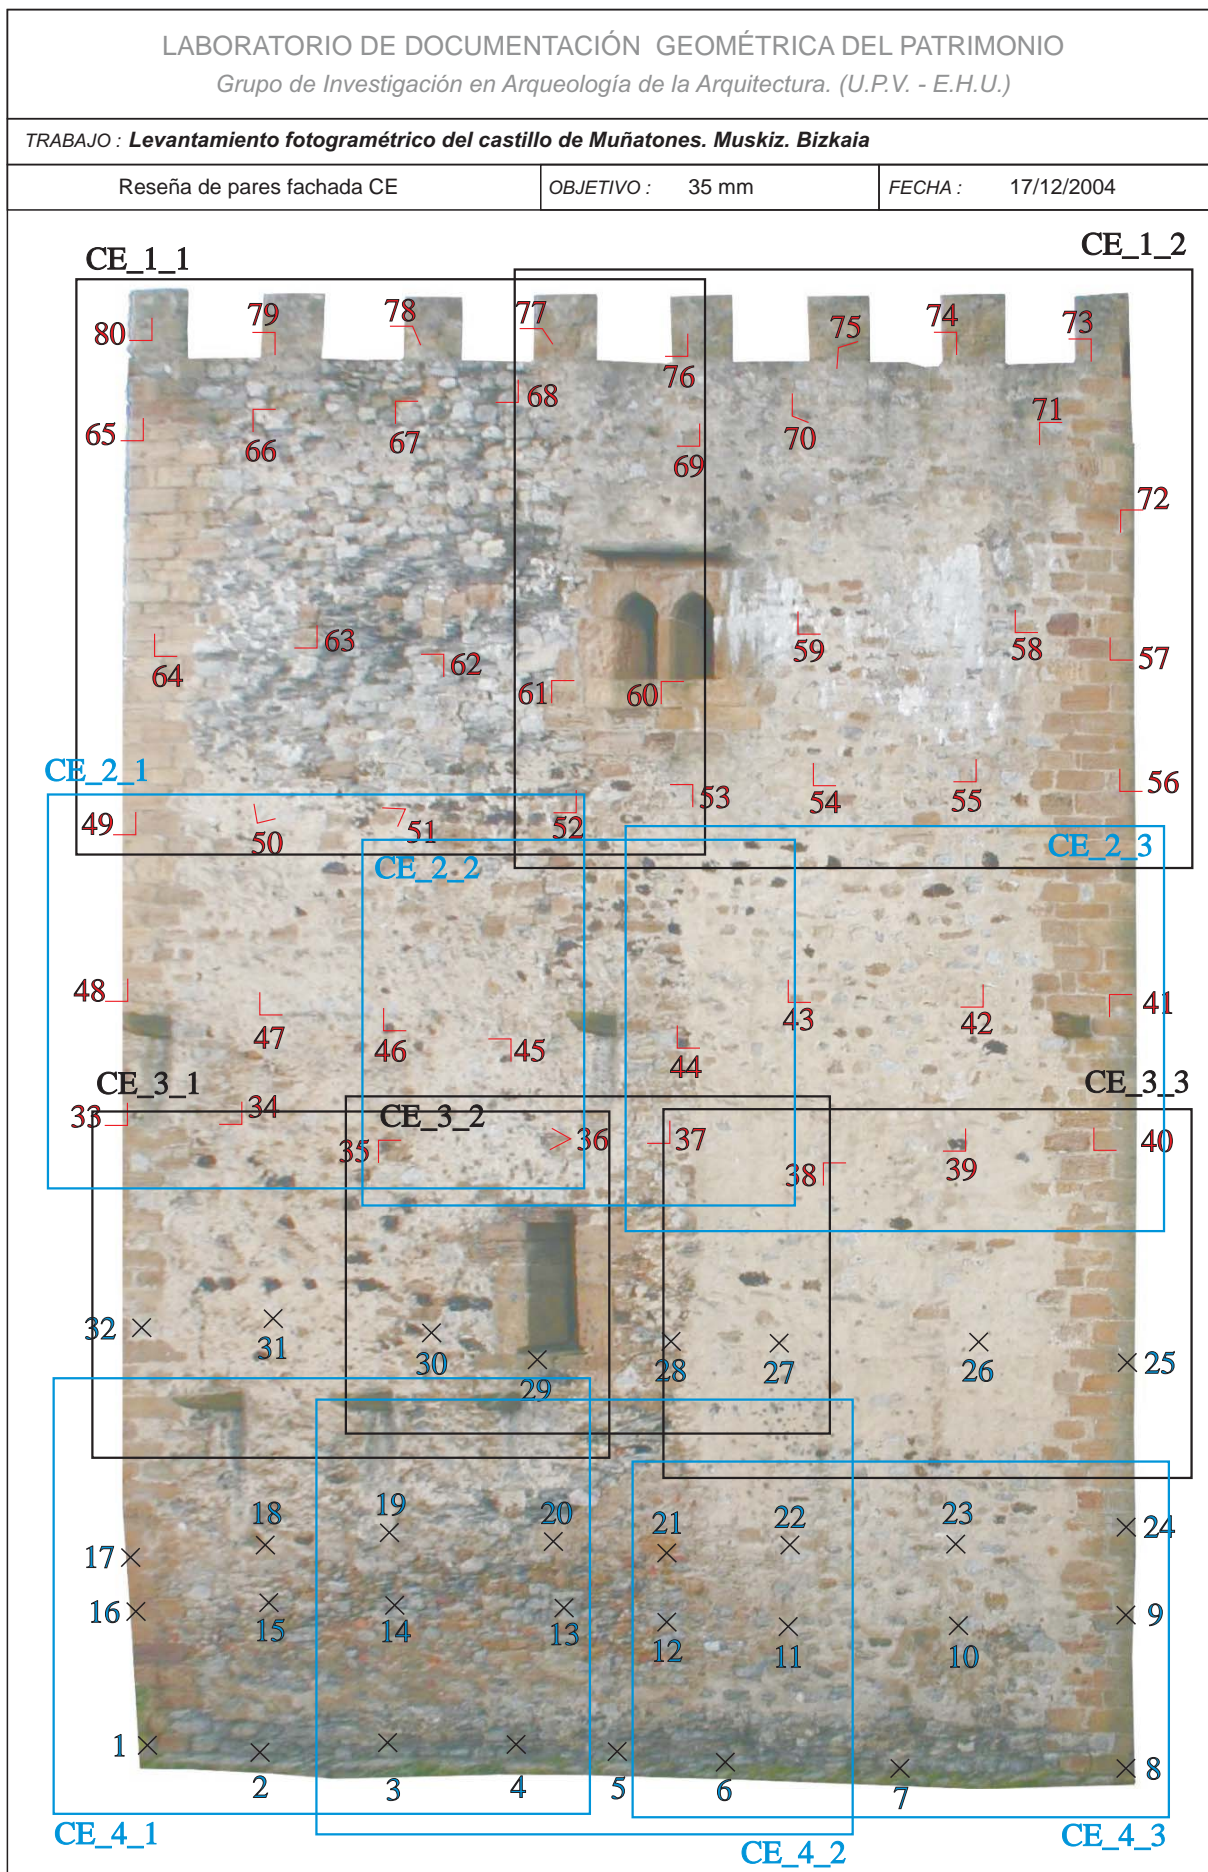 LABORATORIO DE DOCUMENTACIÓN GEOMÉTRICA DEL PATRIMONIO
Grupo de Investigación en Arqueología de la Arquitectura. (U.P.V. - E.H.U.)
TRABAJO : Levantamiento fotogramétrico del castillo de Muñatones. Muskiz. Bizkaia
Reseña de pares fachada CE OBJETIVO : 35 mm FECHA : 17/12/2004
CE_1_1 CE_1_2
80 79 78 77 76 75 74 73
65 66 67 68 69 70 71
72
64 63 62 61 60 59 58 57
CE_2_1
49 50 51 52 53 54 55 56
CE_2_2 CE_2_3
48 47 46 45 44 43 42 41
CE_3_1 CE_3_2 CE_3_3
33 34 35 36 37 38 39 40
32 31 30 29 28 27 26 25
17 18 19 20 21 22 23 24
16 15 14 13 12 11 10 9
1 2 3 4 5 6 7 8
CE_4_1 CE_4_2 CE_4_3